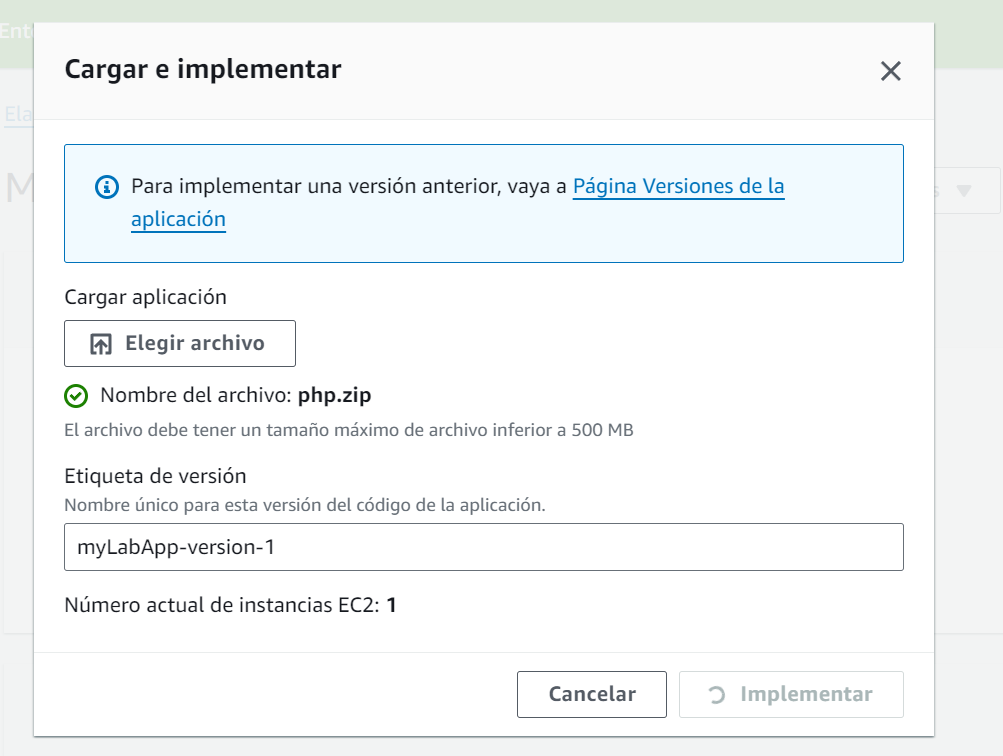 Cargar e implementar
Para implementar una versión anterior, vaya a Página Versiones de la
aplicación
Cargar aplicación
Elegir archivo
Nombre del archivo: php.zip
El archivo debe tener un tamaño máximo de archivo inferior a 500 MB
Etiqueta de versión
Nombre único para esta versión del código de la aplicación.
myLabApp-version-1
Número actual de instancias EC2: 1
Cancelar
Implementar